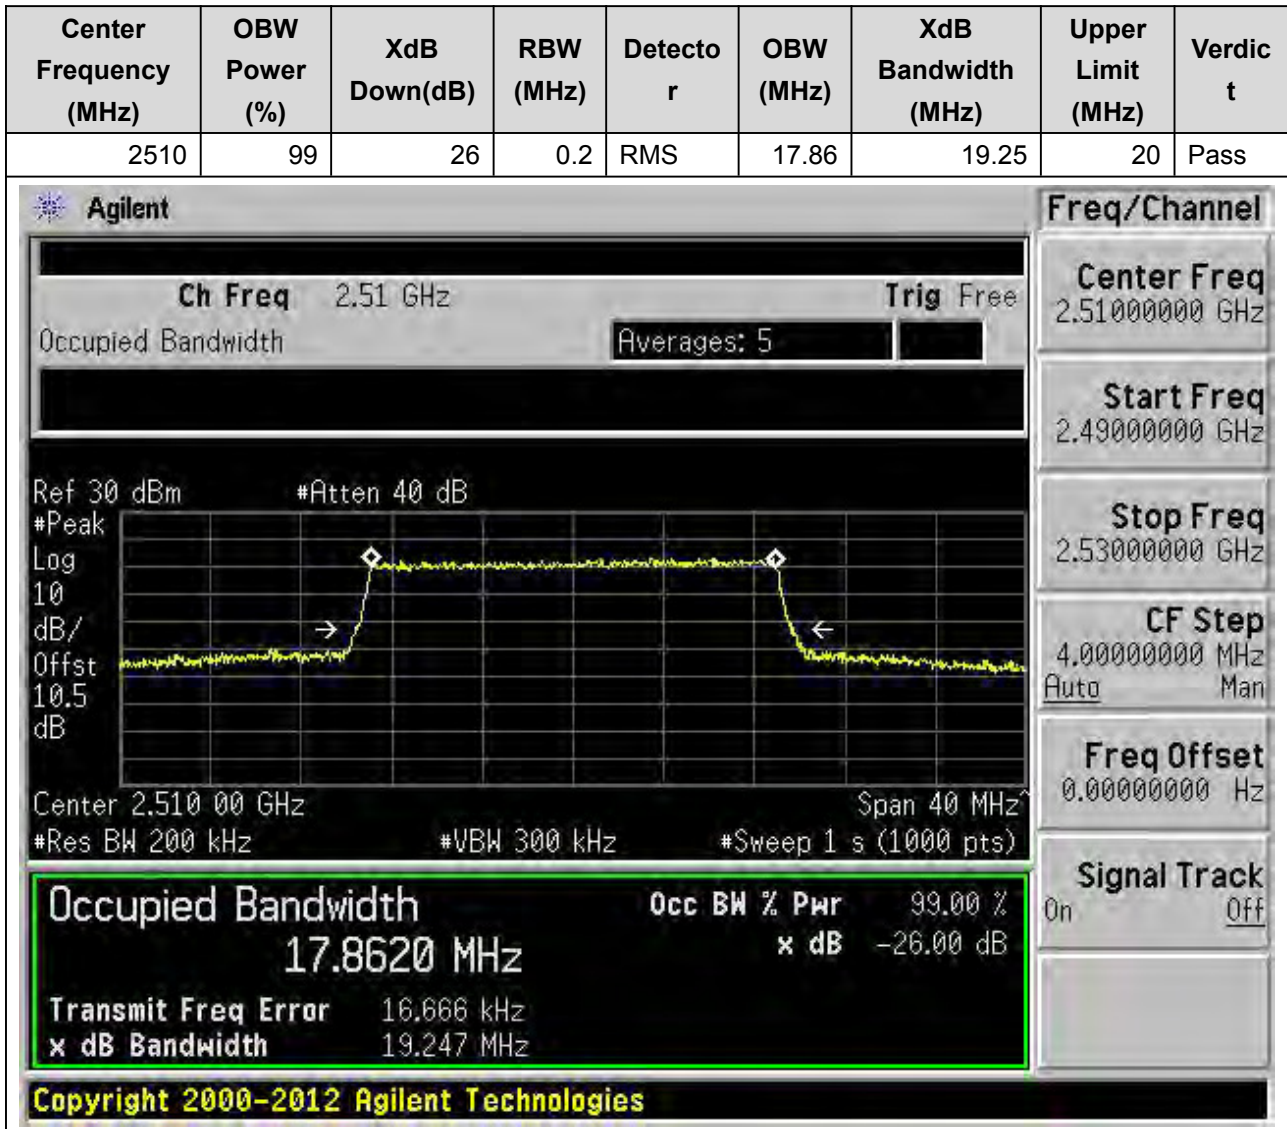 Center Frequency (MHz) OBW Power (%) XdB Down(dB) RBW (MHz) Detecto r OBW (MHz) XdB Bandwidth (MHz) Upper Limit (MHz) Verdic t
2510 99 26 0.2 RMS 17.86 19.25 20 Pass
Agilent
Freq/Channel
Ch Freq 2.51 GHz Trig Free
Occupied Bandwidth Averages: 5
Center Freq
2.51000000 GHz
Start Freq
2.49000000 GHz
Stop Freq
2.53000000 GHz
CF Step
4.00000000 MHz
Auto Man
Freq Offset
0.00000000 Hz
Signal Track
On Off
Ref 30 dBm #Atten 40 dB
#Peak
Log
10
dB/
Offst
10.5
dB
Center 2.510 00 GHz Span 40 MHz^
#Res BW 200 kHz #VBW 300 kHz #Sweep 1 s (1000 pts)
Occupied Bandwidth Occ BW % Pwr 99.00 %
17.8620 MHz x dB -26.00 dB
Transmit Freq Error 16.666 kHz
x dB Bandwidth 19.247 MHz
Copyright 2000-2012 Agilent Technologies